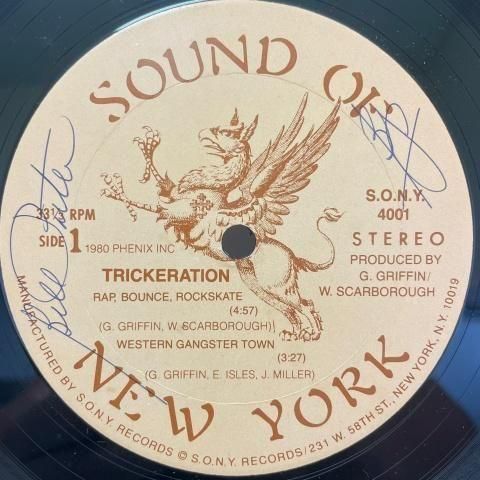 SOUND OF
S.O.N.Y.
4001
33⅓ RPM
SIDE 1
1980 PHENIX INC
STEREO
PRODUCED BY
G. GRIFFIN/
W. SCARBOROUGH
TRICKERATION
RAP, BOUNCE, ROCKSKATE
(4:57)
(G. GRIFFIN, W. SCARBOROUGH)
WESTERN GANGSTER TOWN
(3:27)
(G. GRIFFIN, E. ISLES, J. MILLER)
NEW YORK
MANUFACTURED BY S.O.N.Y. RECORDS © S.O.N.Y. RECORDS/231 W. 58TH ST., NEW YORK, N.Y. 10019